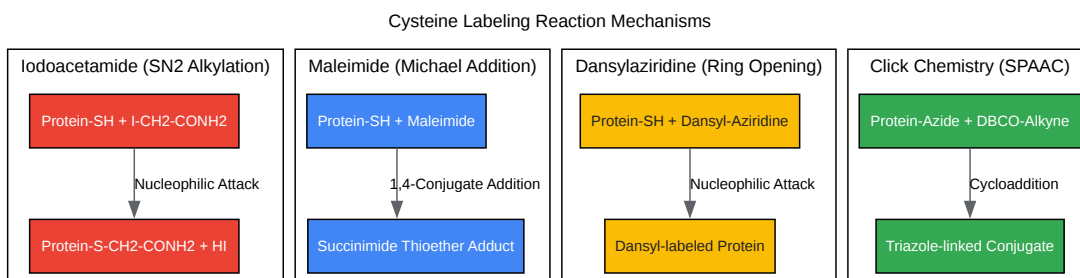 Cysteine Labeling Reaction Mechanisms
Iodoacetamide (SN2 Alkylation)
Protein-SH + I-CH2-CONH2
Nucleophilic Attack
Protein-S-CH2-CONH2 + HI
Maleimide (Michael Addition)
Protein-SH + Maleimide
1,4-Conjugate Addition
Succinimide Thioether Adduct
Dansylaziridine (Ring Opening)
Protein-SH + Dansyl-Aziridine
Nucleophilic Attack
Dansyl-labeled Protein
Click Chemistry (SPAAC)
Protein-Azide + DBCO-Alkyne
Cycloaddition
Triazole-linked Conjugate